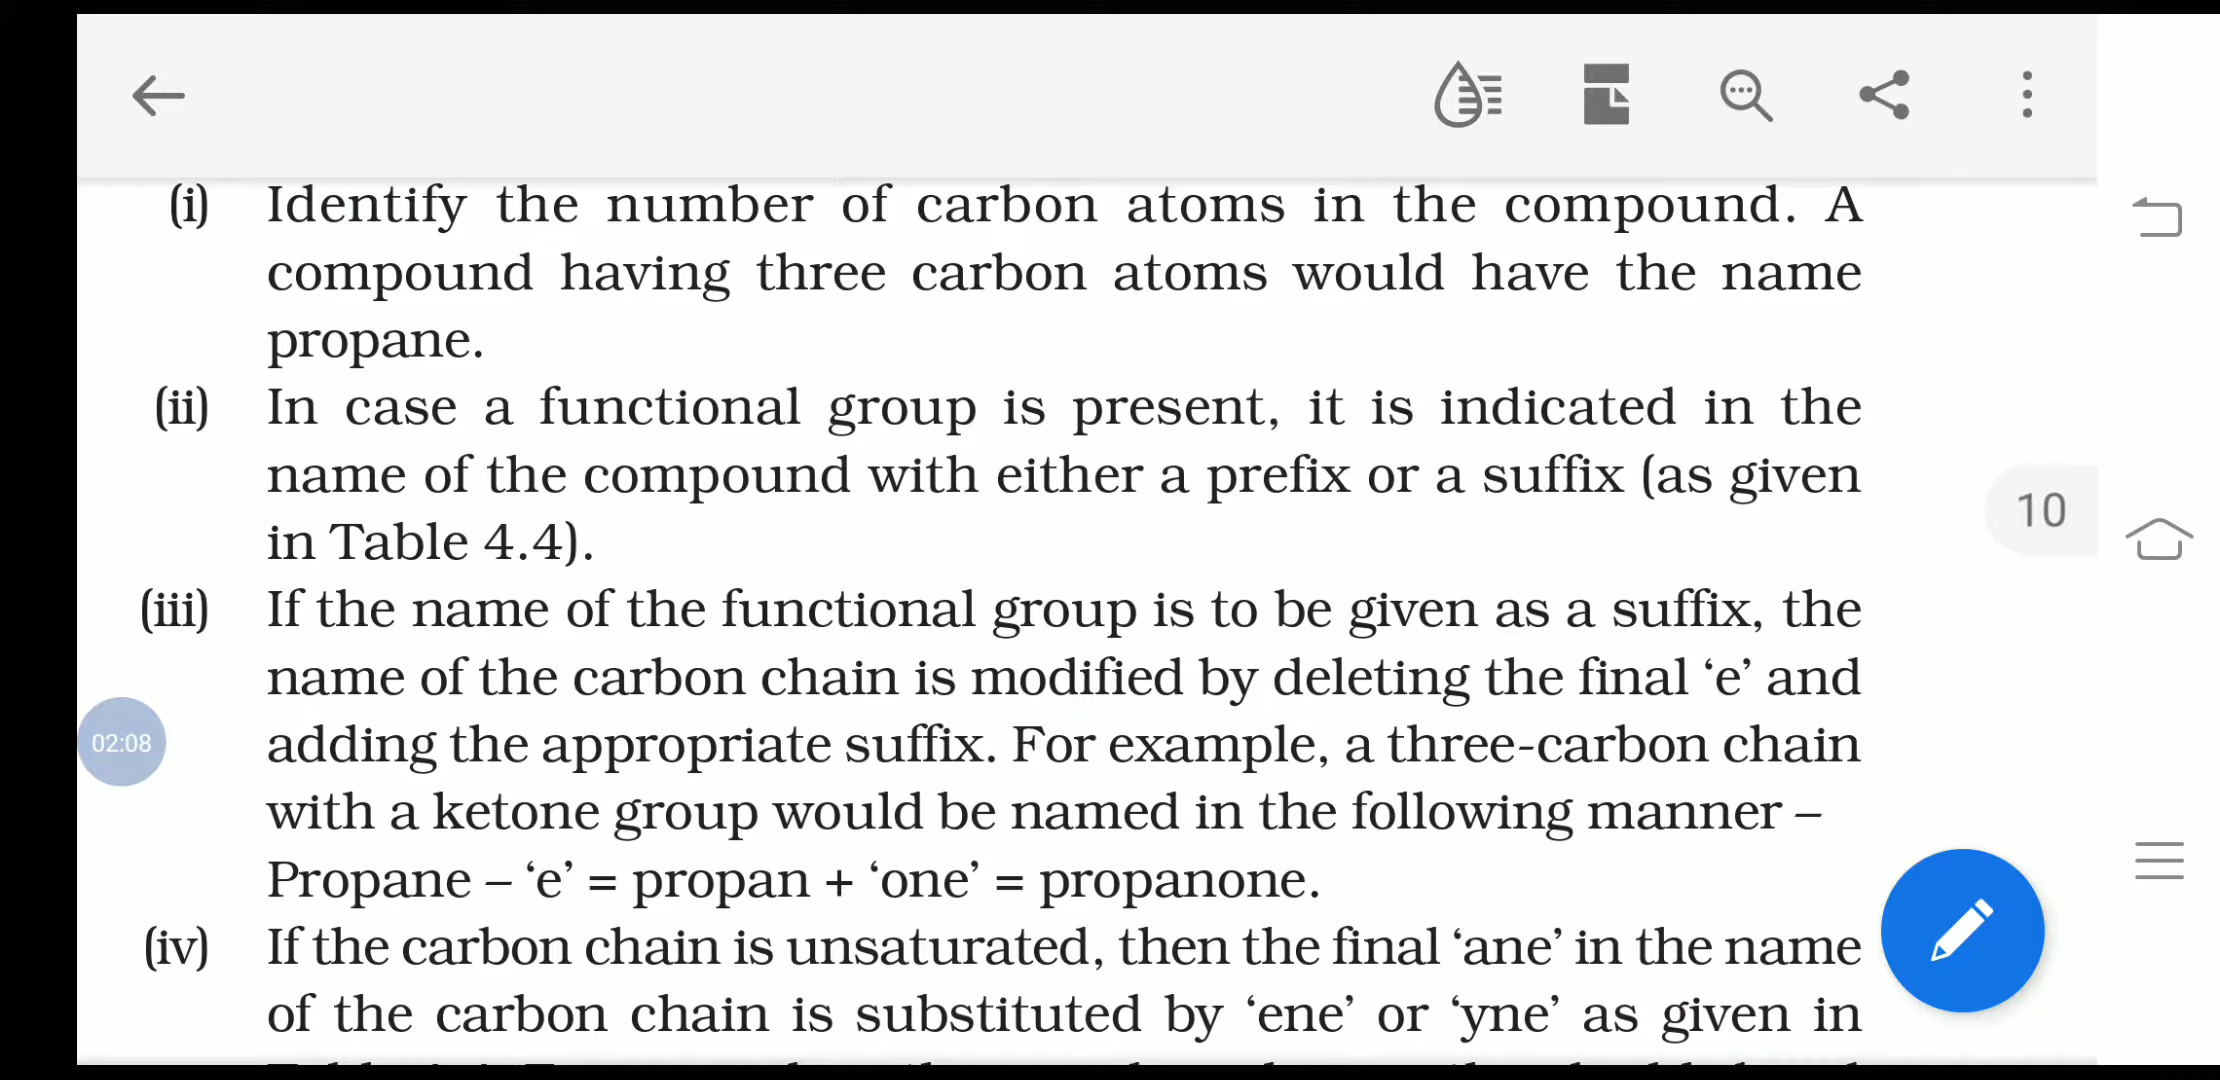 (i) Identify the number of carbon atoms in the compound. A
compound having three carbon atoms would have the name
propane.
(ii) In case a functional group is present, it is indicated in the
name of the compound with either a prefix or a suffix (as given
in Table 4.4).
10
(iii) If the name of the functional group is to be given as a suffix, the
name of the carbon chain is modified by deleting the final ‘e’ and
02:08
adding the appropriate suffix. For example, a three-carbon chain
with a ketone group would be named in the following manner –
Propane – ‘e’ = propan + ‘one’ = propanone.
(iv) If the carbon chain is unsaturated, then the final ‘ane’ in the name
of the carbon chain is substituted by ‘ene’ or ‘yne’ as given in